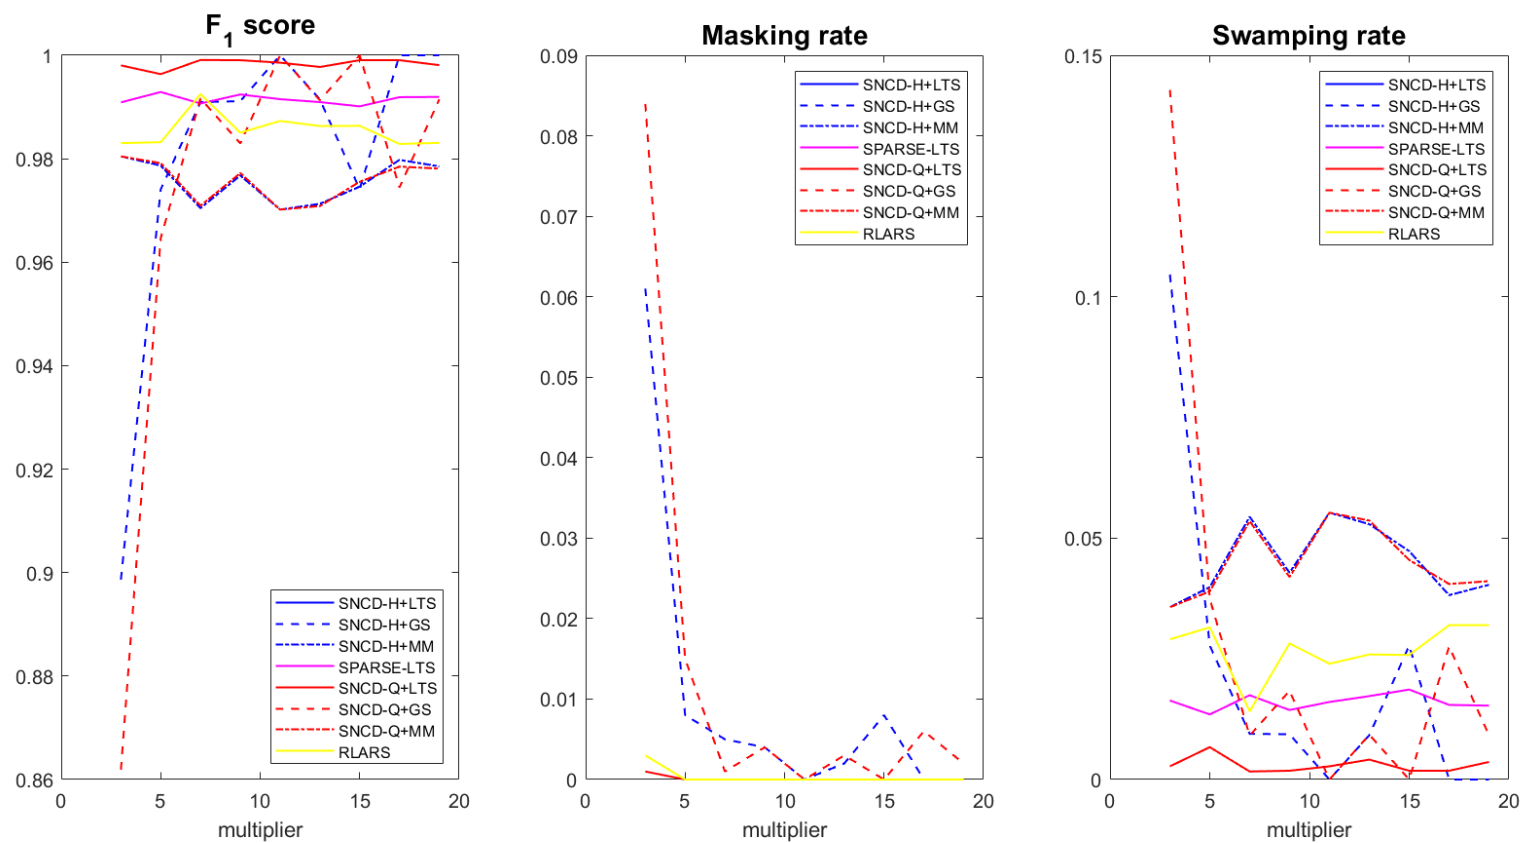 F1 score
1
0.98
0.96
0.94
0.92
0.9
0.88
0.86
0 5 10 15 20
multiplier
SNCD-H+LTS
SNCD-H+GS
SNCD-H+MM
SPARSE-LTS
SNCD-Q+LTS
SNCD-Q+GS
SNCD-Q+MM
RLARS
Masking rate
0.09
0.08
0.07
0.06
0.05
0.04
0.03
0.02
0.01
0
0 5 10 15 20
multiplier
SNCD-H+LTS
SNCD-H+GS
SNCD-H+MM
SPARSE-LTS
SNCD-Q+LTS
SNCD-Q+GS
SNCD-Q+MM
RLARS
Swamping rate
0.15
0.1
0.05
0
0 5 10 15 20
multiplier
SNCD-H+LTS
SNCD-H+GS
SNCD-H+MM
SPARSE-LTS
SNCD-Q+LTS
SNCD-Q+GS
SNCD-Q+MM
RLARS